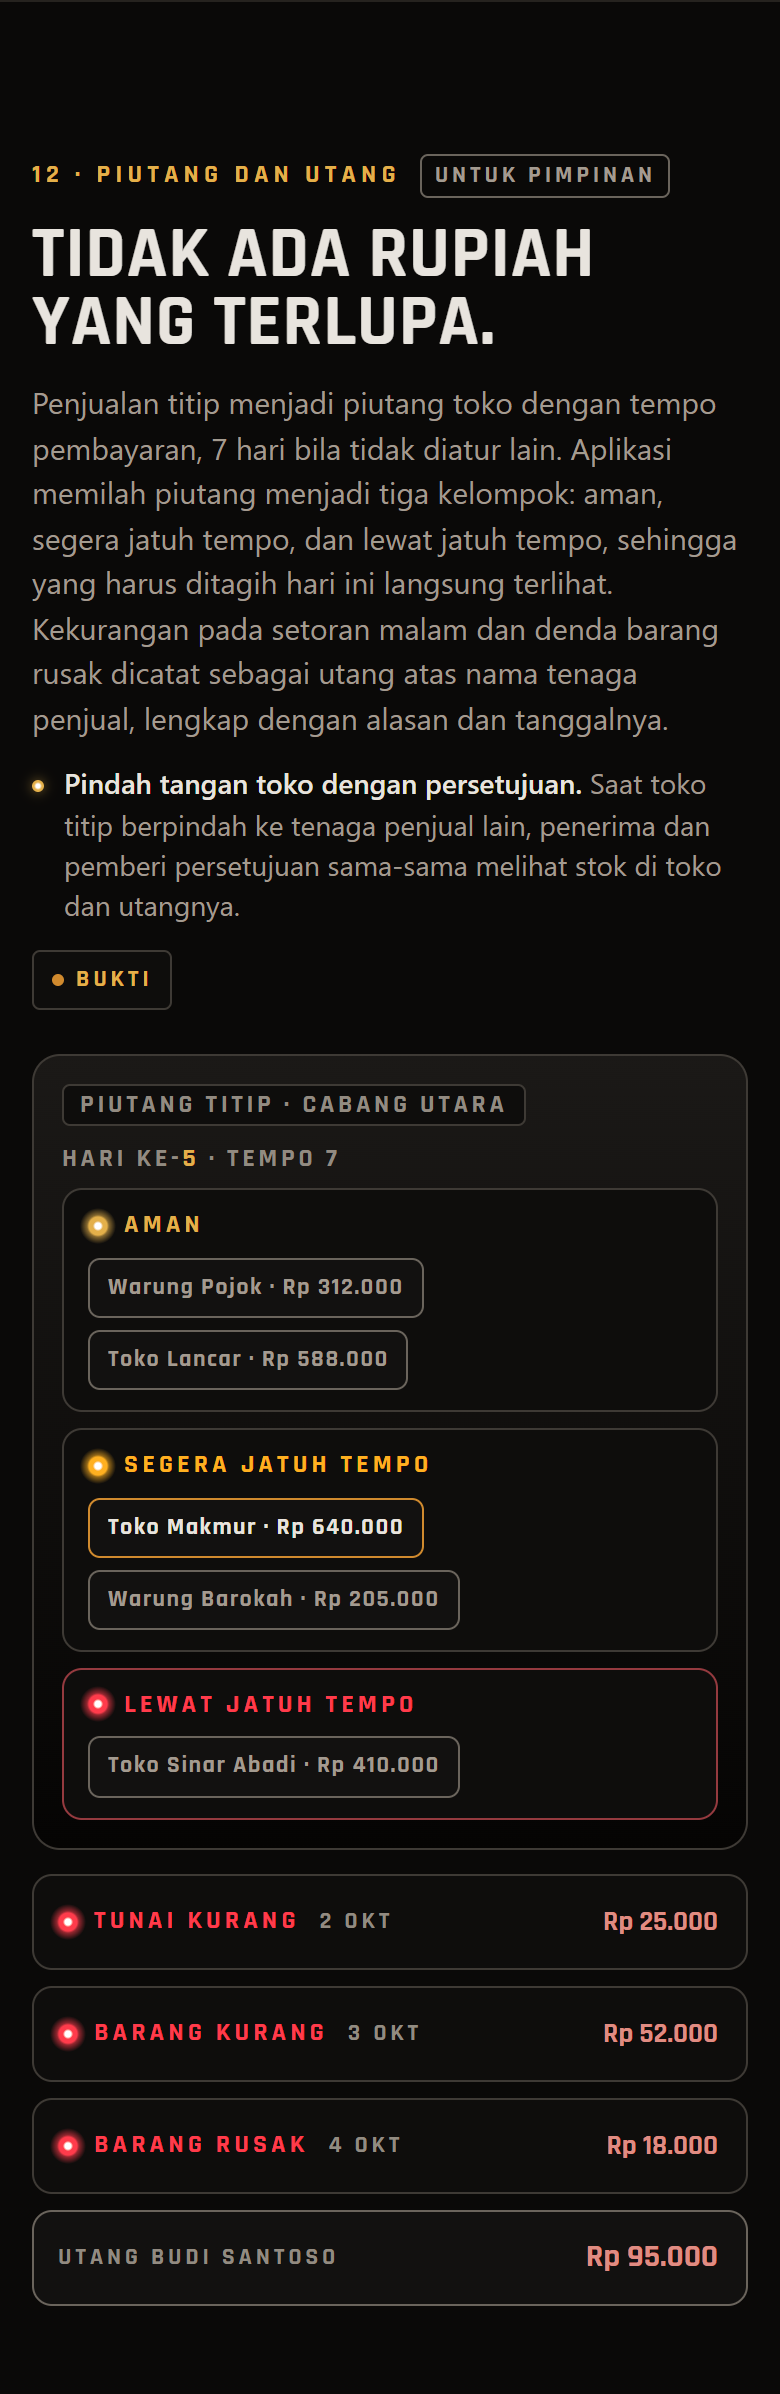 12 · PIUTANG DAN UTANG
UNTUK PIMPINAN
TIDAK ADA RUPIAH
YANG TERLUPA.
Penjualan titip menjadi piutang toko dengan tempo
pembayaran, 7 hari bila tidak diatur lain. Aplikasi
memilah piutang menjadi tiga kelompok: aman,
segera jatuh tempo, dan lewat jatuh tempo, sehingga
yang harus ditagih hari ini langsung terlihat.
Kekurangan pada setoran malam dan denda barang
rusak dicatat sebagai utang atas nama tenaga
penjual, lengkap dengan alasan dan tanggalnya.
Pindah tangan toko dengan persetujuan. Saat toko
titip berpindah ke tenaga penjual lain, penerima dan
pemberi persetujuan sama-sama melihat stok di toko
dan utangnya.
BUKTI
PIUTANG TITIP · CABANG UTARA
HARI KE-5 · TEMPO 7
AMAN
Warung Pojok · Rp 312.000
Toko Lancar · Rp 588.000
SEGERA JATUH TEMPO
Toko Makmur · Rp 640.000
Warung Barokah · Rp 205.000
LEWAT JATUH TEMPO
Toko Sinar Abadi · Rp 410.000
TUNAI KURANG 2 OKT Rp 25.000
BARANG KURANG 3 OKT Rp 52.000
BARANG RUSAK 4 OKT Rp 18.000
UTANG BUDI SANTOSO Rp 95.000